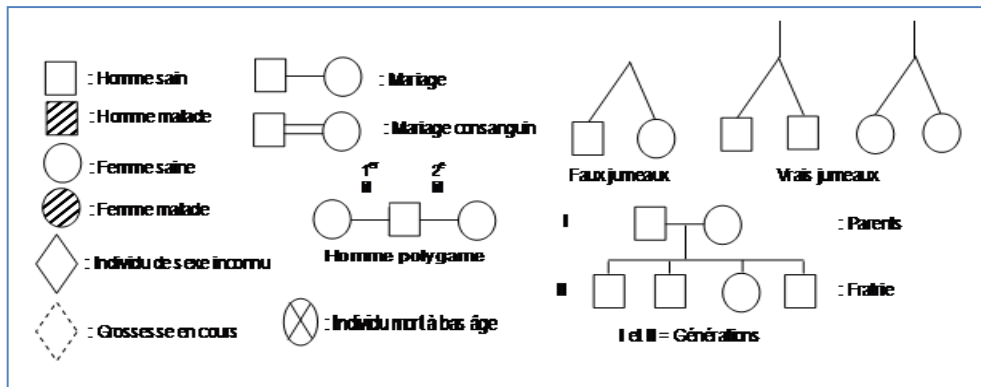 : Homme sain
: Homme malade
: Femme saine
: Femme malade
: Individu de sexe inconnu
: Grossesse en cours
: Mariage
: Mariage consanguin
1er
2e
Homme polygame
: Individu mort à bas âge
Faux jumeaux
Vrais jumeaux
I
: Parents
II
: Fratrie
I et II = Générations